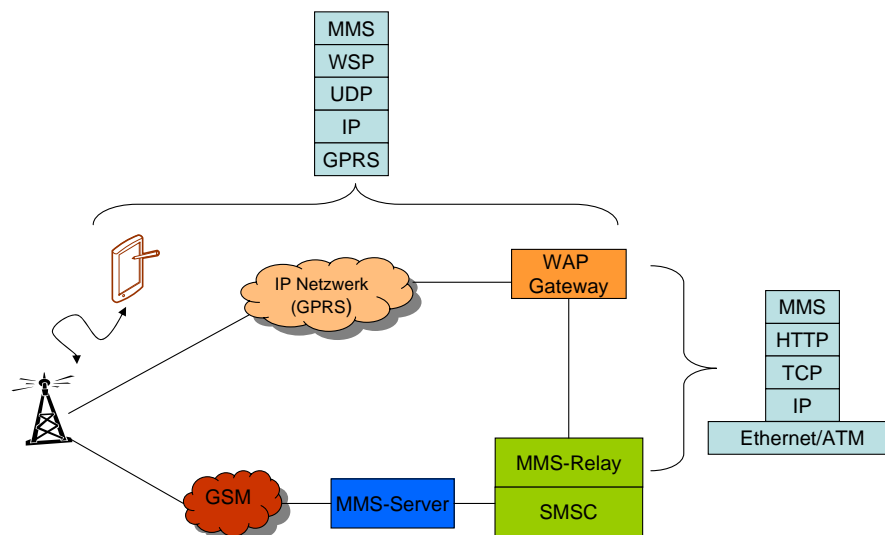 MMS
WSP
UDP
IP
GPRS
IP Netzwerk
(GPRS)
WAP
Gateway
MMS
HTTP
TCP
IP
Ethernet/ATM
MMS-Relay
SMSC
GSM
MMS-Server